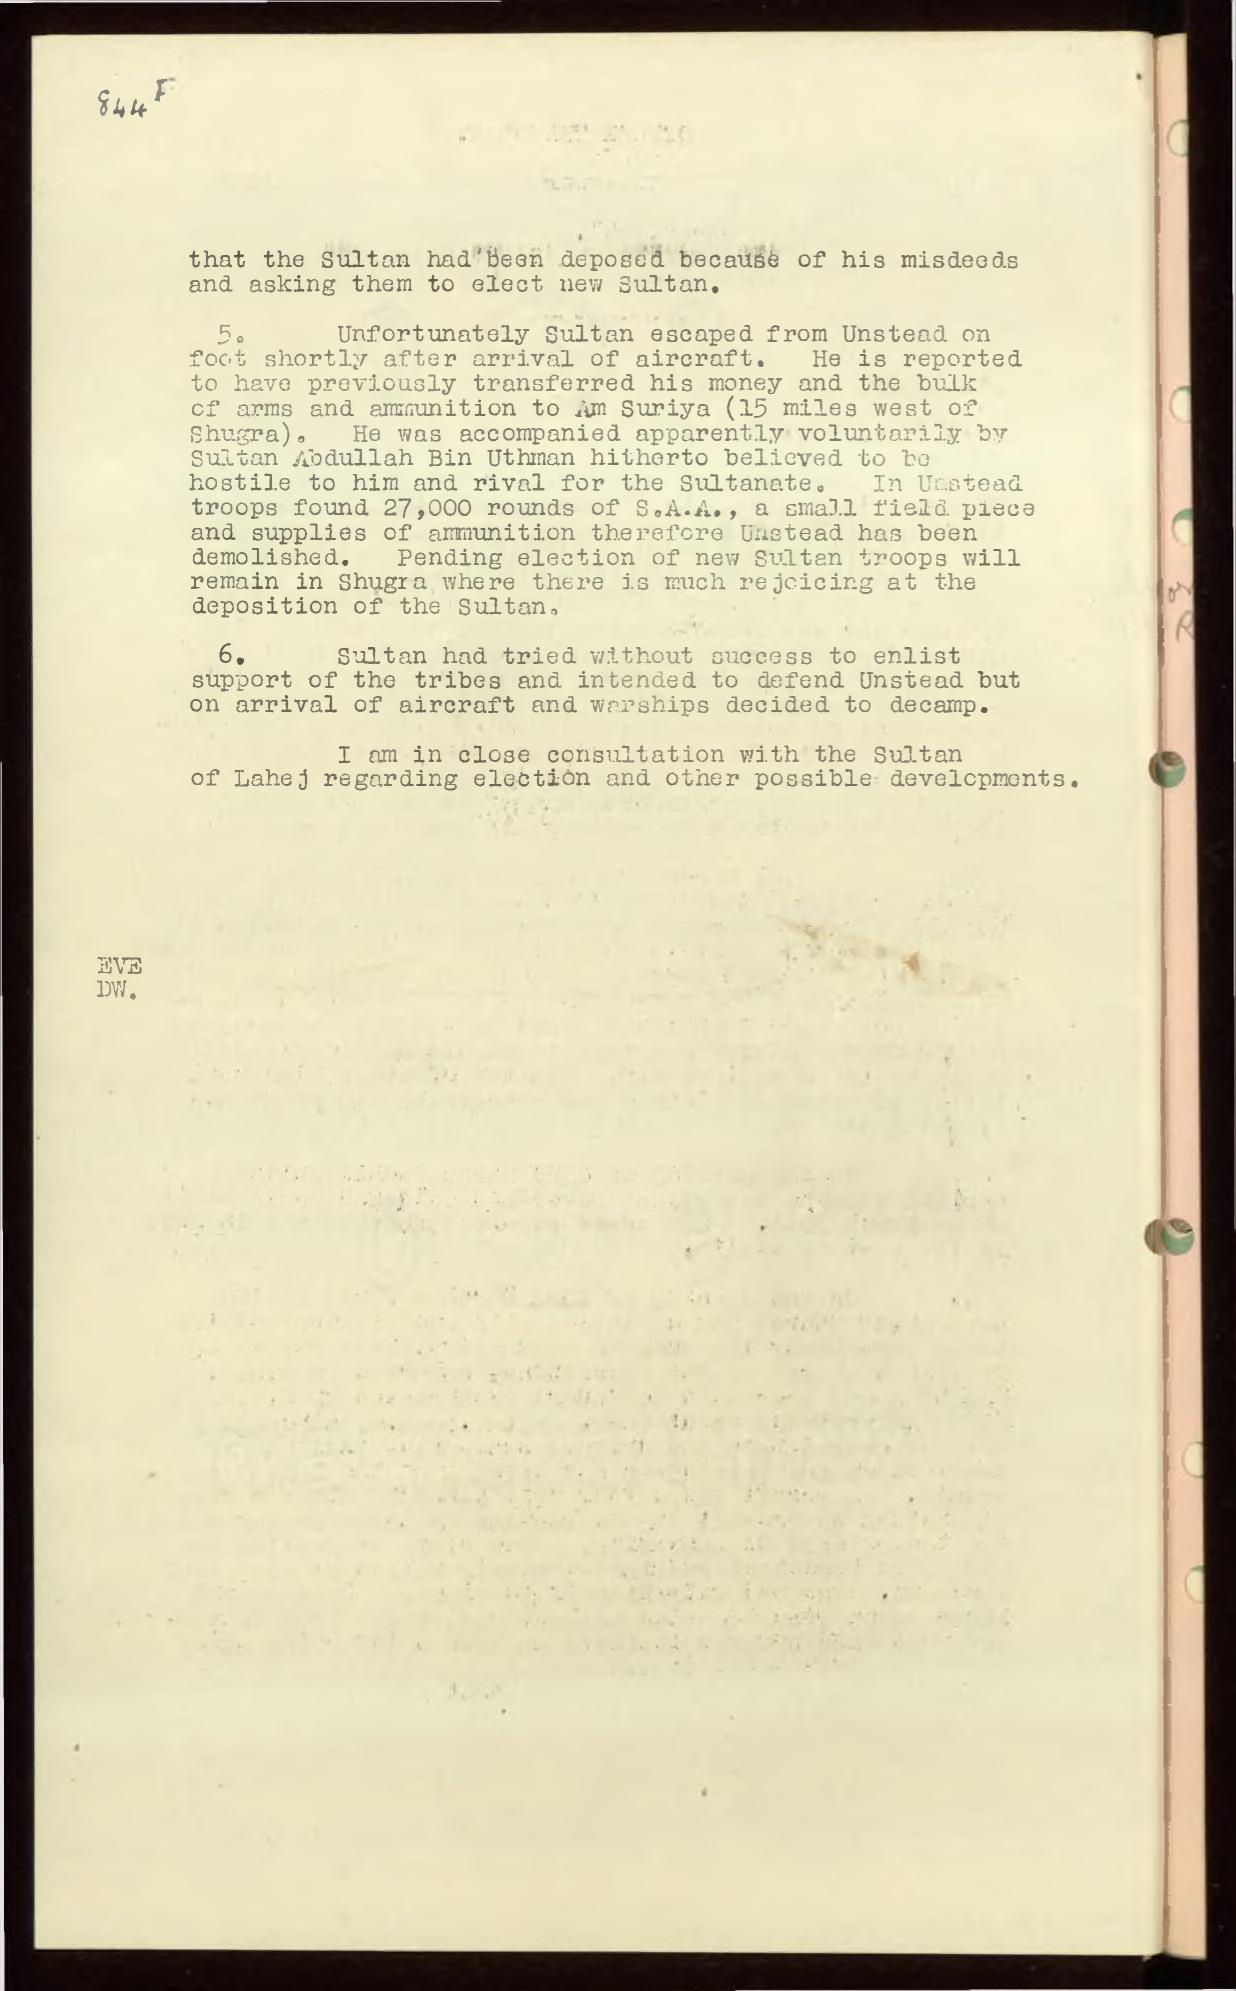 844F
that the Sultan had been deposed because of his misdeeds
and asking them to elect new Sultan.
5. Unfortunately Sultan escaped from Unstead on
foot shortly after arrival of aircraft. He is reported
to have previously transferred his money and the bulk
of arms and ammunition to Am Suriya (15 miles west of
Shugra). He was accompanied apparently voluntarily by
Sultan Abdullah Bin Uthman hitherto believed to be
hostile to him and rival for the Sultanate. In Unstead
troops found 27,000 rounds of S.A.A., a small field piece
and supplies of ammunition therefore Unstead has been
demolished. Pending election of new Sultan troops will
remain in Shugra where there is much rejoicing at the
deposition of the Sultan.
6. Sultan had tried without success to enlist
support of the tribes and intended to defend Unstead but
on arrival of aircraft and warships decided to decamp.
I am in close consultation with the Sultan
of Lahej regarding election and other possible developments.
EVE
DW.